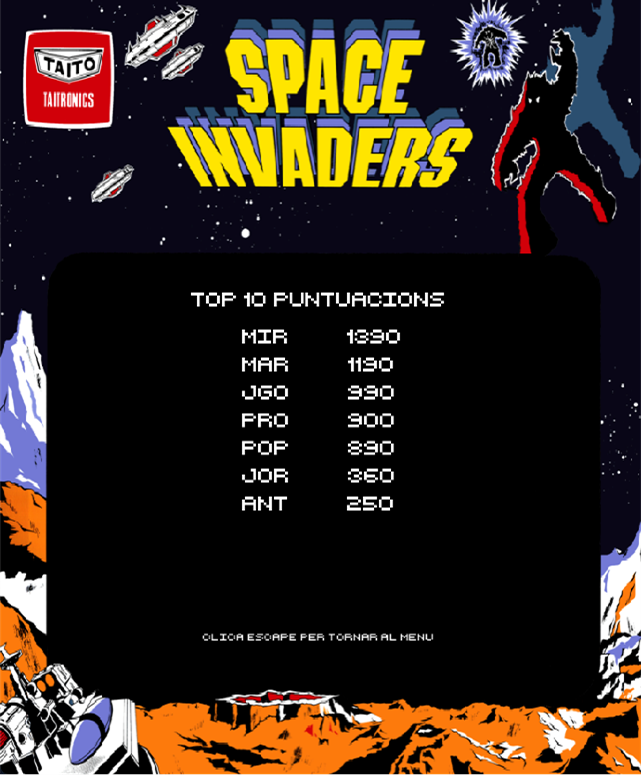 TAITO
TAITRONICS
SPACE
INVADERS
TOP 10 PUNTUACIONS
MIR 1390
MAR 1190
JGO 990
PRO 900
POP 890
JOR 360
ANT 250
CLICA ESCAPE PER TORNAR AL MENU